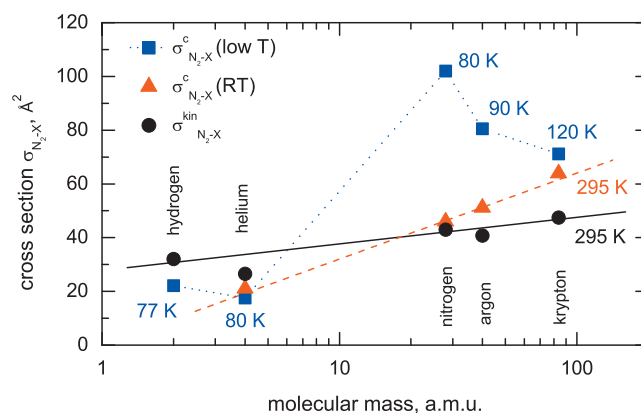 120
100
80
60
40
20
0
cross section σN₂-X, Å²
σᶜN₂-X (low T)
σᶜN₂-X (RT)
σᵏⁱⁿN₂-X
80 K
90 K
120 K
295 K
295 K
hydrogen
helium
77 K
80 K
nitrogen
argon
krypton
1
10
100
molecular mass, a.m.u.